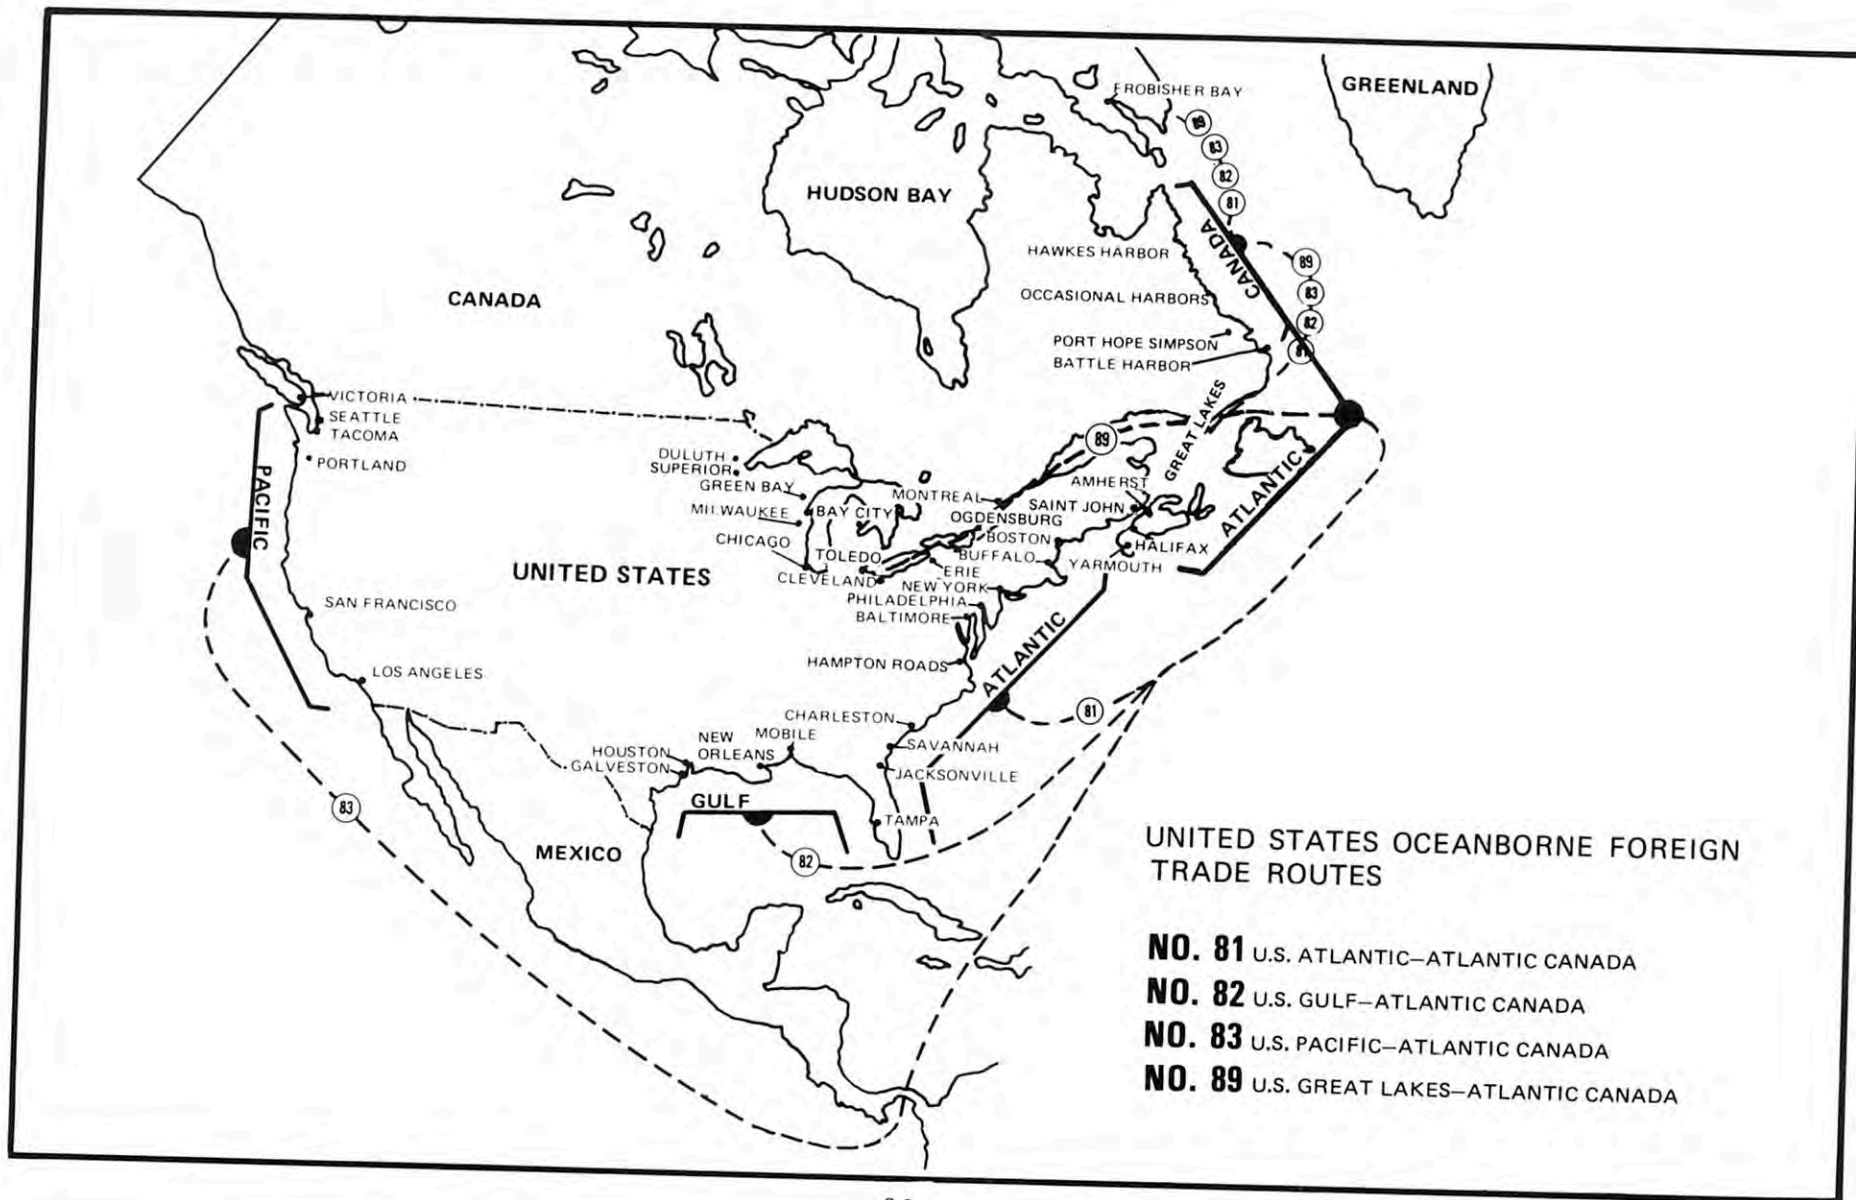 GREENLAND
FROBISHER BAY
89
83
82
81
HUDSON BAY
CANADA
HAWKES HARBOR
89
83
82
81
OCCASIONAL HARBORS
CANADA
PORT HOPE SIMPSON
BATTLE HARBOR
GREAT LAKES
89
VICTORIA
SEATTLE
TACOMA
PORTLAND
PACIFIC
DULUTH
SUPERIOR
GREEN BAY
MILWAUKEE
BAY CITY
CHICAGO
TOLEDO
CLEVELAND
MONTREAL
OGDENSBURG
AMHERST
SAINT JOHN
BOSTON
BUFFALO
ERIE
HALIFAX
YARMOUTH
ATLANTIC
UNITED STATES
NEW YORK
PHILADELPHIA
BALTIMORE
SAN FRANCISCO
HAMPTON ROADS
ATLANTIC
LOS ANGELES
81
CHARLESTON
SAVANNAH
JACKSONVILLE
HOUSTON
GALVESTON
NEW
ORLEANS
MOBILE
GULF
TAMPA
83
82
MEXICO
UNITED STATES OCEANBORNE FOREIGN
TRADE ROUTES
NO. 81 U.S. ATLANTIC–ATLANTIC CANADA
NO. 82 U.S. GULF–ATLANTIC CANADA
NO. 83 U.S. PACIFIC–ATLANTIC CANADA
NO. 89 U.S. GREAT LAKES–ATLANTIC CANADA